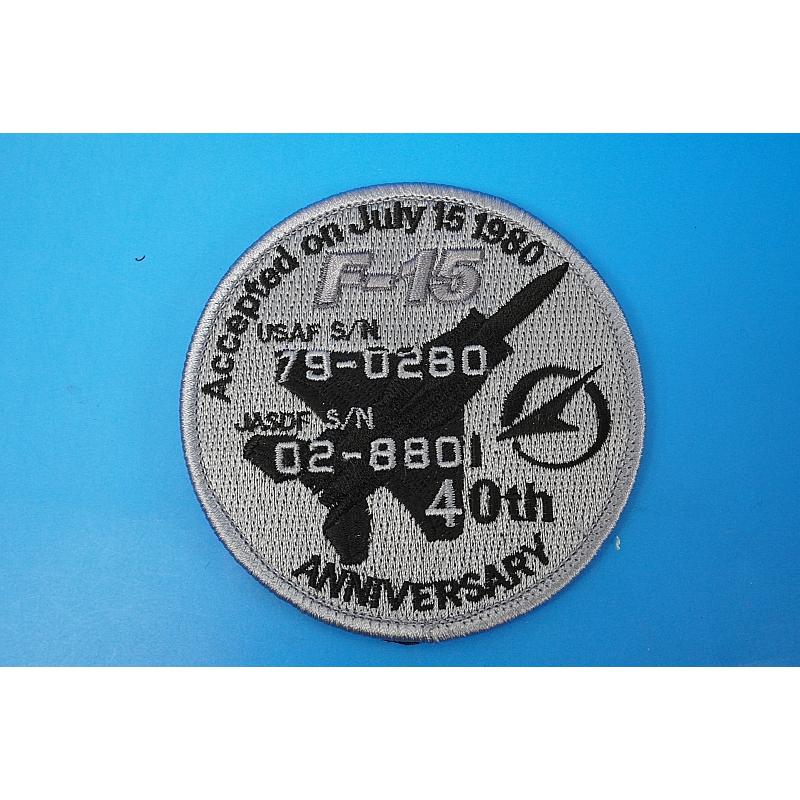 Accepted on July 15 1980
F-15
USAF S/N
79-0280
JASDF S/N
02-8801
40th
ANNIVERSARY